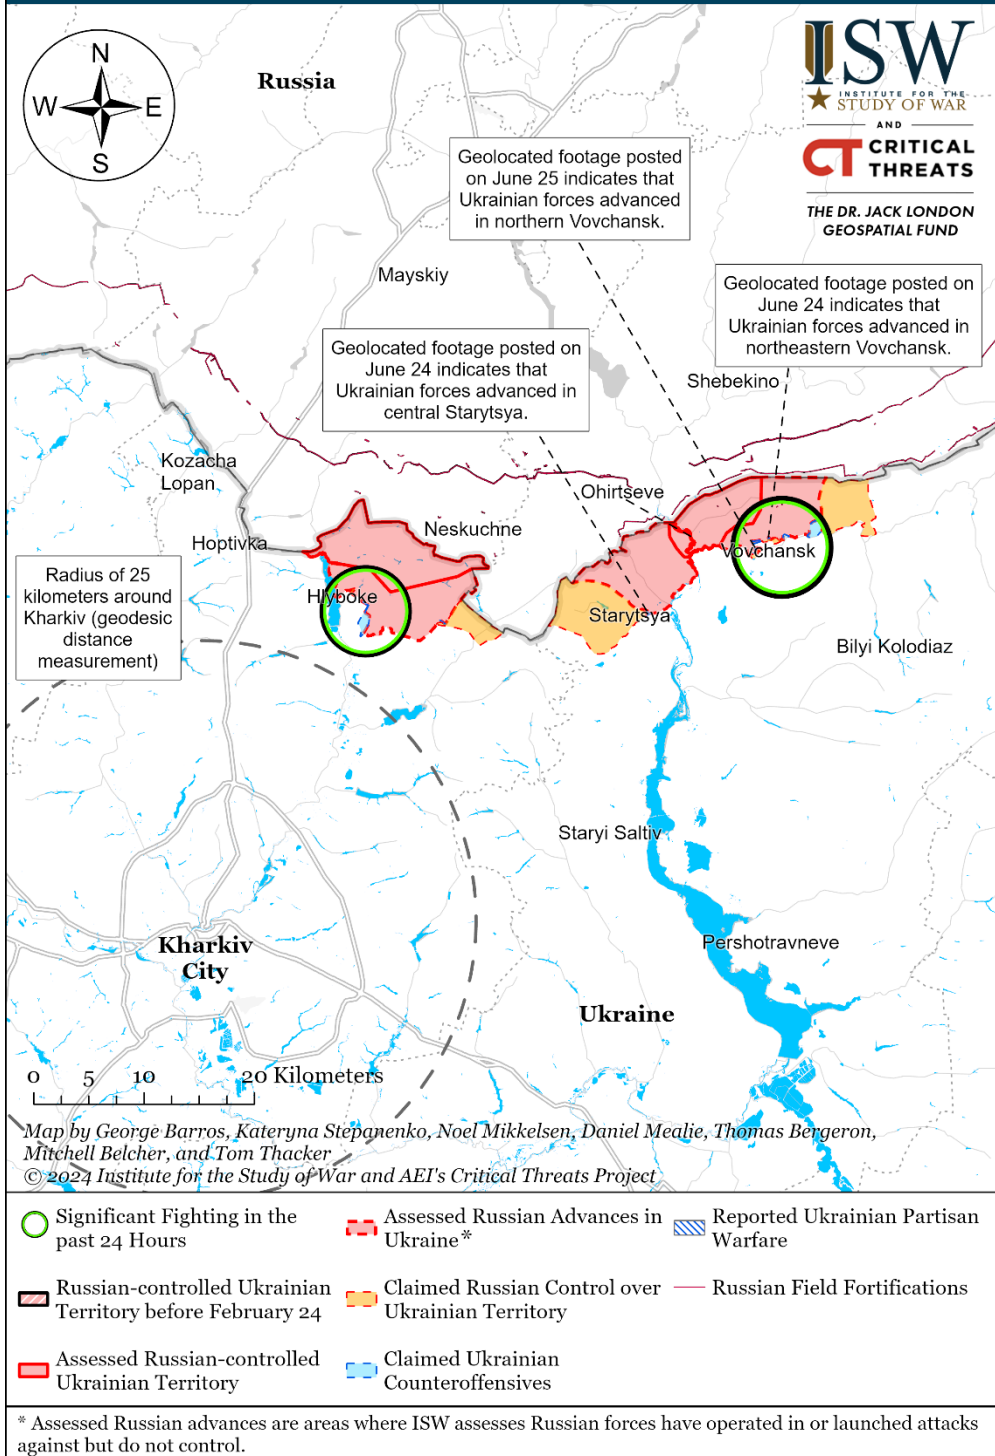 N
W
E
S
Russia
ISW
INSTITUTE FOR THE
STUDY OF WAR
AND
CT CRITICAL
THREATS
THE DR. JACK LONDON
GEOSPATIAL FUND
Geolocated footage posted
on June 25 indicates that
Ukrainian forces advanced
in northern Vovchansk.
Mayskiy
Geolocated footage posted on
June 24 indicates that
Ukrainian forces advanced in
northeastern Vovchansk.
Geolocated footage posted on
June 24 indicates that
Ukrainian forces advanced in
central Starytsya.
Shebekino
Kozacha
Lopan
Ohirtseve
Neskuchne
Hoptivka
Vovchansk
Radius of 25
kilometers around
Kharkiv (geodesic
distance
measurement)
Hlyboke
Starytsya
Bilyi Kolodiaz
Staryi Saltiv
Kharkiv
City
Pershotravneve
Ukraine
0 5 10 20 Kilometers
Map by George Barros, Kateryna Stepanenko, Noel Mikkelsen, Daniel Mealie, Thomas Bergeron,
Mitchell Belcher, and Tom Thacker
© 2024 Institute for the Study of War and AEI's Critical Threats Project
Significant Fighting in the
past 24 Hours
Russian-controlled Ukrainian
Territory before February 24
Assessed Russian-controlled
Ukrainian Territory
Assessed Russian Advances in
Ukraine*
Claimed Russian Control over
Ukrainian Territory
Claimed Ukrainian
Counteroffensives
Reported Ukrainian Partisan
Warfare
Russian Field Fortifications
* Assessed Russian advances are areas where ISW assesses Russian forces have operated in or launched attacks
against but do not control.